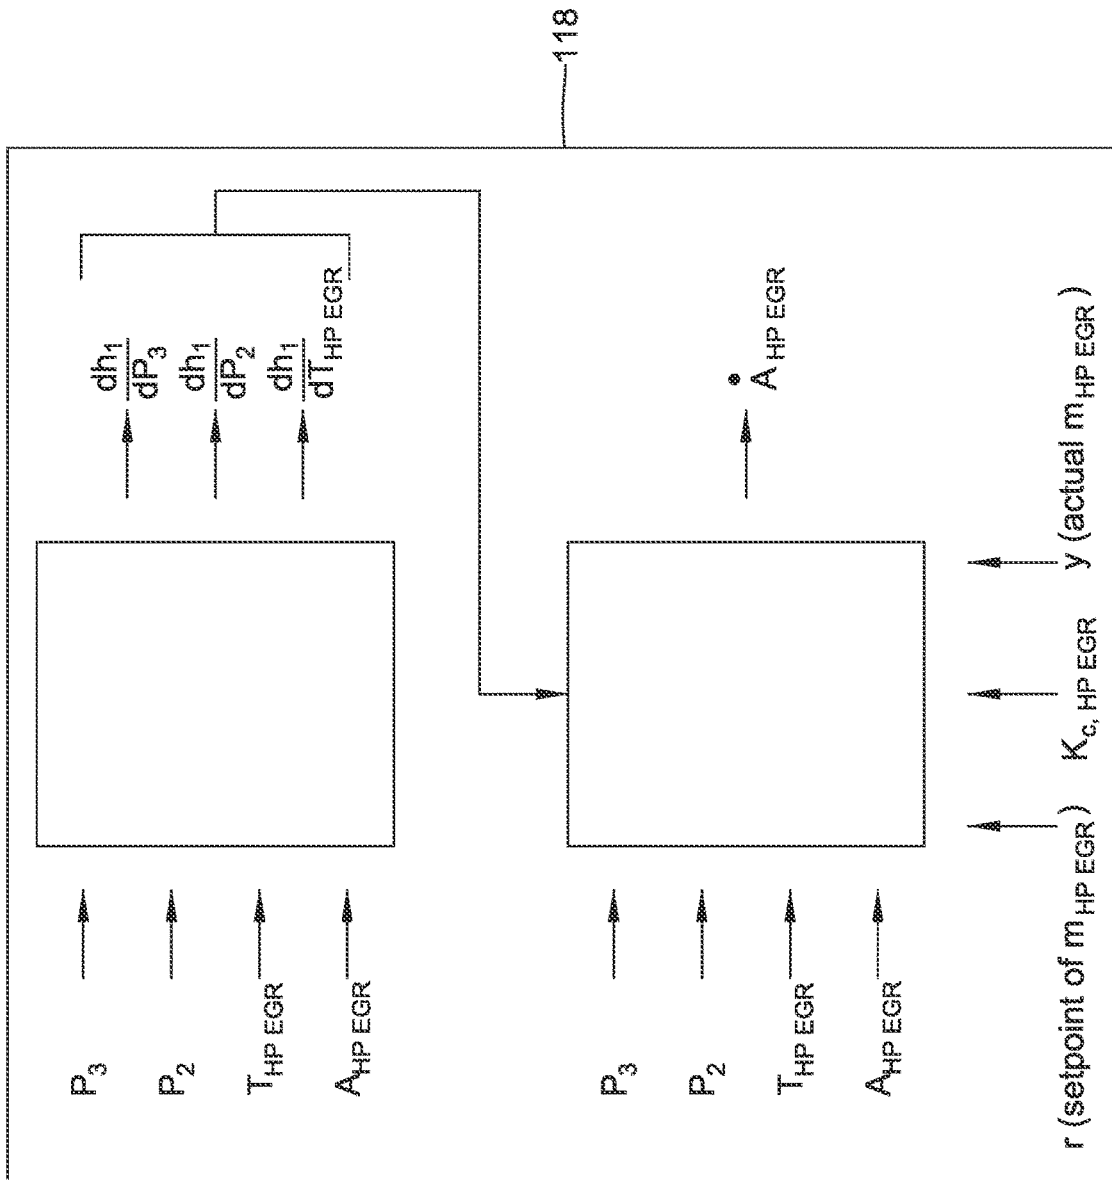 118
P3
P2
THP EGR
AHP EGR
dh1
dP3
dh1
dP2
dh1
dTHP EGR
P3
P2
THP EGR
AHP EGR
ȦHP EGR
r (setpoint of mHP EGR)
Kc, HP EGR
y (actual mHP EGR)